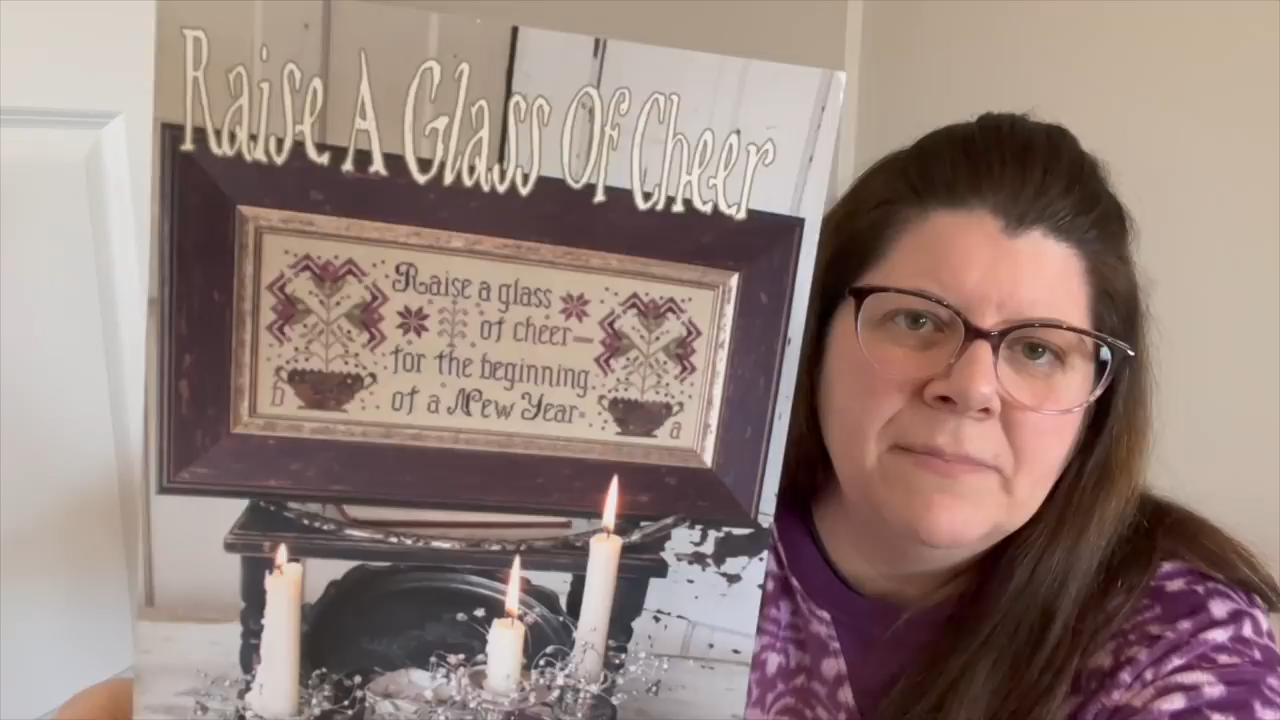 Raise A Glass Of Cheer
Raise a glass
of cheer
for the beginning
of a New Year
b
a